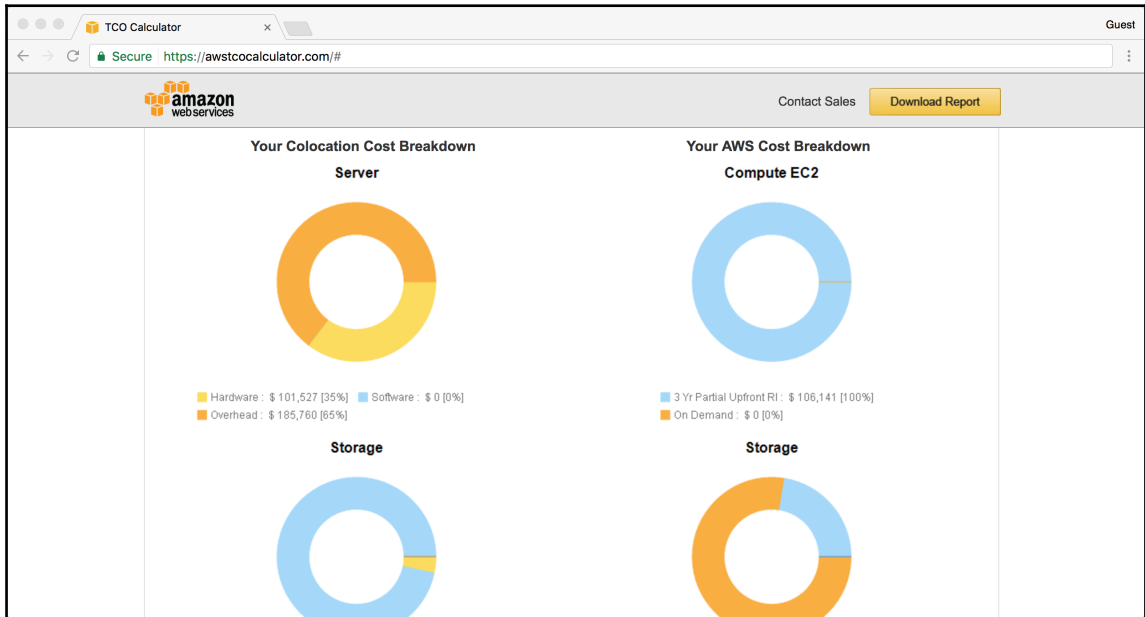 TCO Calculator
Guest
Secure https://awstcocalculator.com/#
amazon
webservices
Contact Sales
Download Report
Your Colocation Cost Breakdown
Your AWS Cost Breakdown
Server
Compute EC2
Hardware : $ 101,527 [35%] Software : $ 0 [0%]
Overhead : $ 185,760 [65%]
3 Yr Partial Upfront RI : $ 106,141 [100%]
On Demand : $ 0 [0%]
Storage
Storage